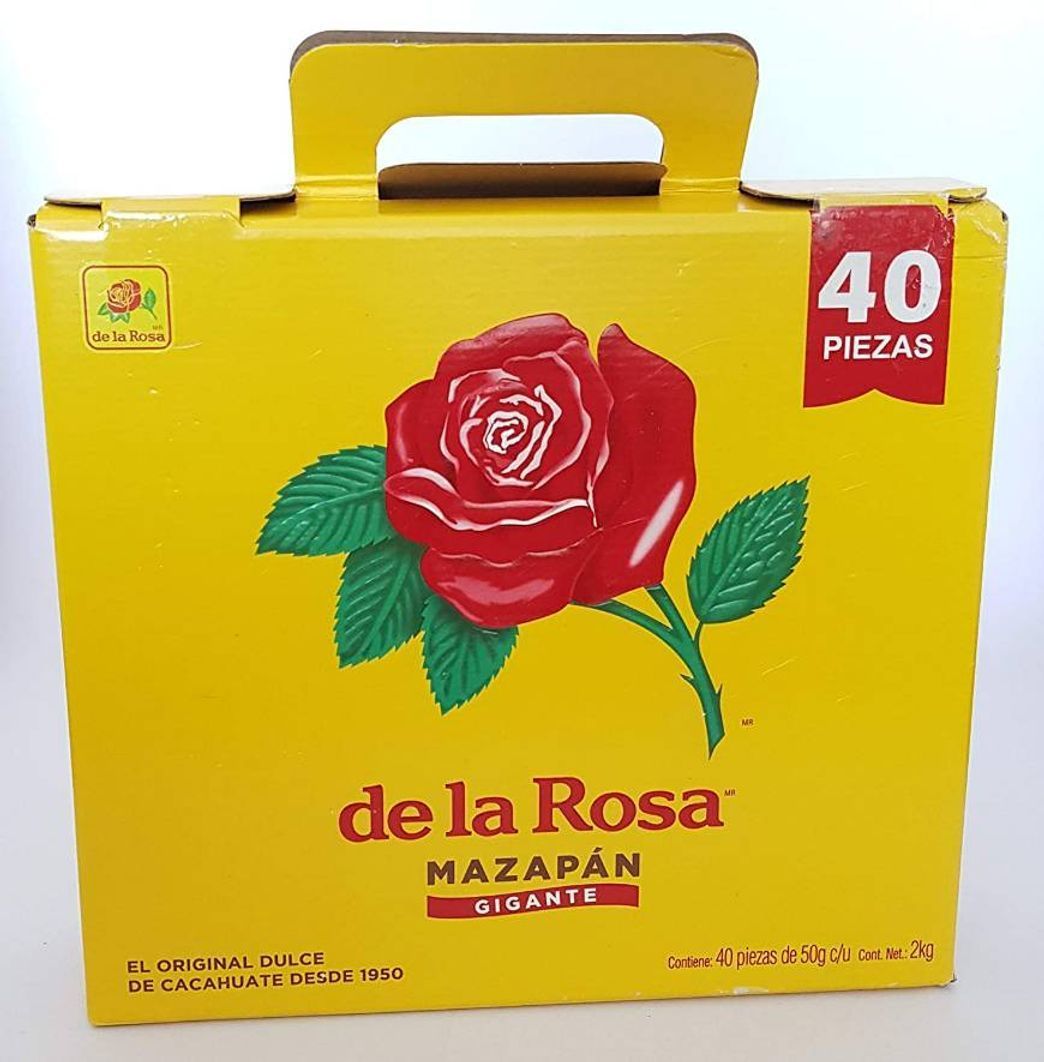 de la Rosa
MR
40
PIEZAS
MR
de la Rosa MR
MAZAPÁN
GIGANTE
EL ORIGINAL DULCE
DE CACAHUATE DESDE 1950
Contiene: 40 piezas de 50g c/u Cont. Net.: 2kg